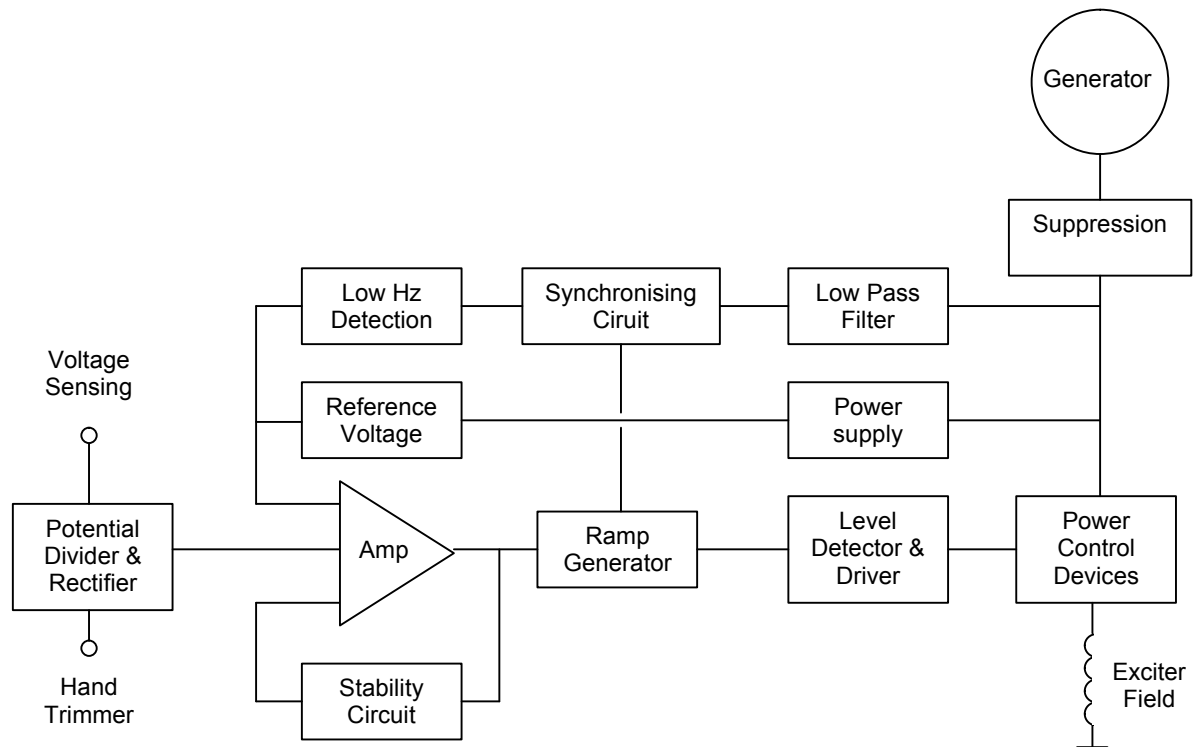 Generator
Suppression
Low Hz
Detection
Synchronising
Ciruit
Low Pass
Filter
Voltage
Sensing
Reference
Voltage
Power
supply
Potential
Divider &
Rectifier
Amp
Ramp
Generator
Level
Detector &
Driver
Power
Control
Devices
Hand
Trimmer
Stability
Circuit
Exciter
Field